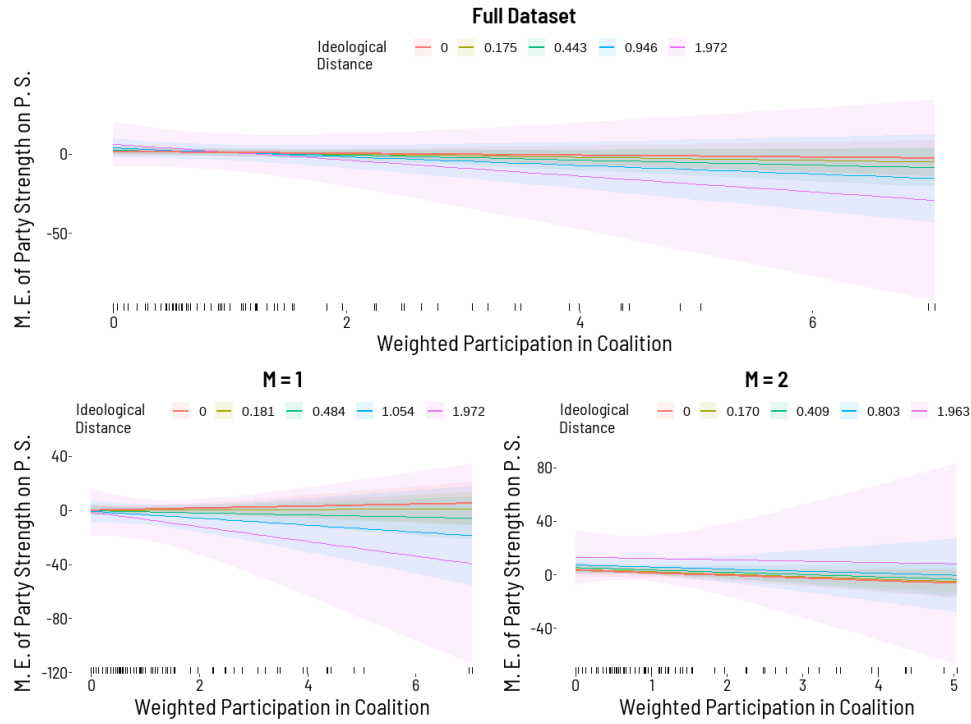 Full Dataset
Ideological
Distance
0 0.175 0.443 0.946 1.972
M. E. of Party Strength on P. S.
0-
-50-
0 2 4 6
Weighted Participation in Coalition
M = 1
Ideological
Distance
0 0.181 0.484 1.054 1.972
M. E. of Party Strength on P. S.
40-
0-
-40-
-80-
-120-
0 2 4 6
Weighted Participation in Coalition
M = 2
Ideological
Distance
0 0.170 0.409 0.803 1.963
M. E. of Party Strength on P. S.
80-
40-
0-
-40-
0 1 2 3 4 5
Weighted Participation in Coalition